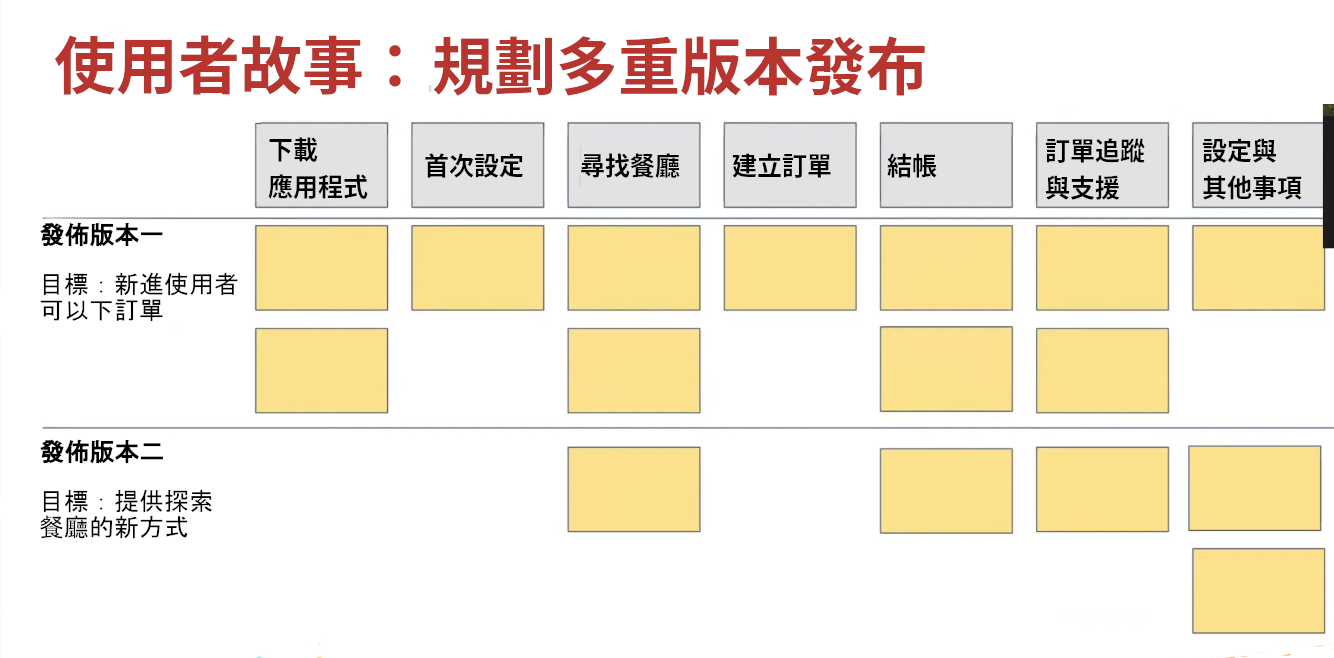 使用者故事：規劃多重版本發布
下載
應用程式
首次設定
尋找餐廳
建立訂單
結帳
訂單追蹤
與支援
設定與
其他事項
發佈版本一
目標：新進使用者
可以下訂單
發佈版本二
目標：提供探索
餐廳的新方式